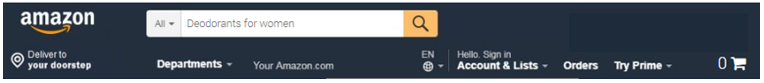 amazon
All Deodorants for women
Deliver to
your doorstep
Departments Your Amazon.com
EN
Hello. Sign in
Account & Lists Orders Try Prime 0